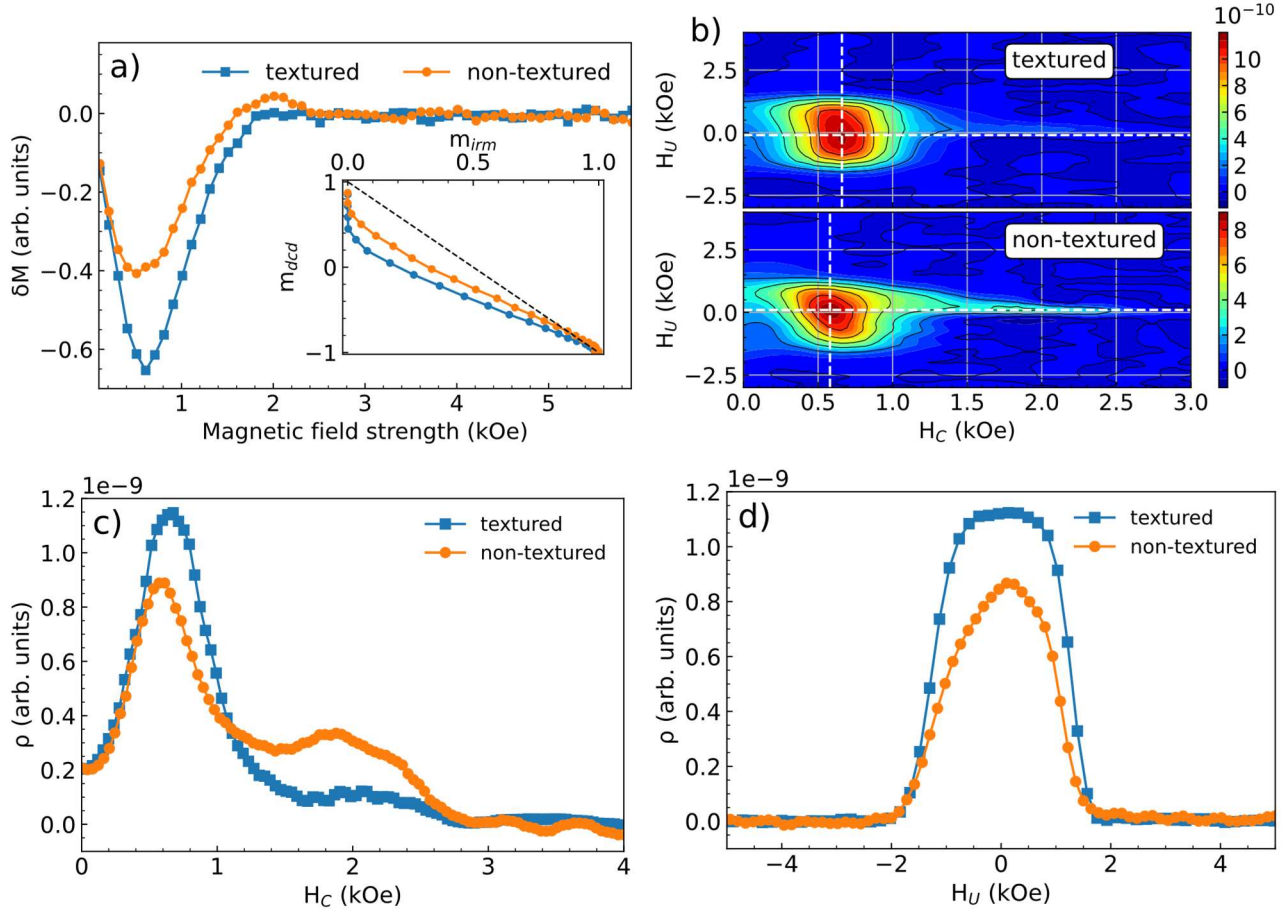 a)
textured non-textured
δM (arb. units)
0.0
−0.2
−0.4
−0.6
1 2 3 4 5
Magnetic field strength (kOe)
m_irm
0.0 0.5 1.0
m_dcd
1
0
−1
b)
10⁻¹⁰
textured
H_U (kOe)
2.5
0.0
−2.5
10
8
6
4
2
0
non-textured
H_U (kOe)
2.5
0.0
−2.5
8
6
4
2
0
0.0 0.5 1.0 1.5 2.0 2.5 3.0
H_C (kOe)
1e−9
c)
textured
non-textured
ρ (arb. units)
1.2
1.0
0.8
0.6
0.4
0.2
0.0
0 1 2 3 4
H_C (kOe)
1e−9
d)
textured
non-textured
ρ (arb. units)
1.2
1.0
0.8
0.6
0.4
0.2
0.0
−4 −2 0 2 4
H_U (kOe)